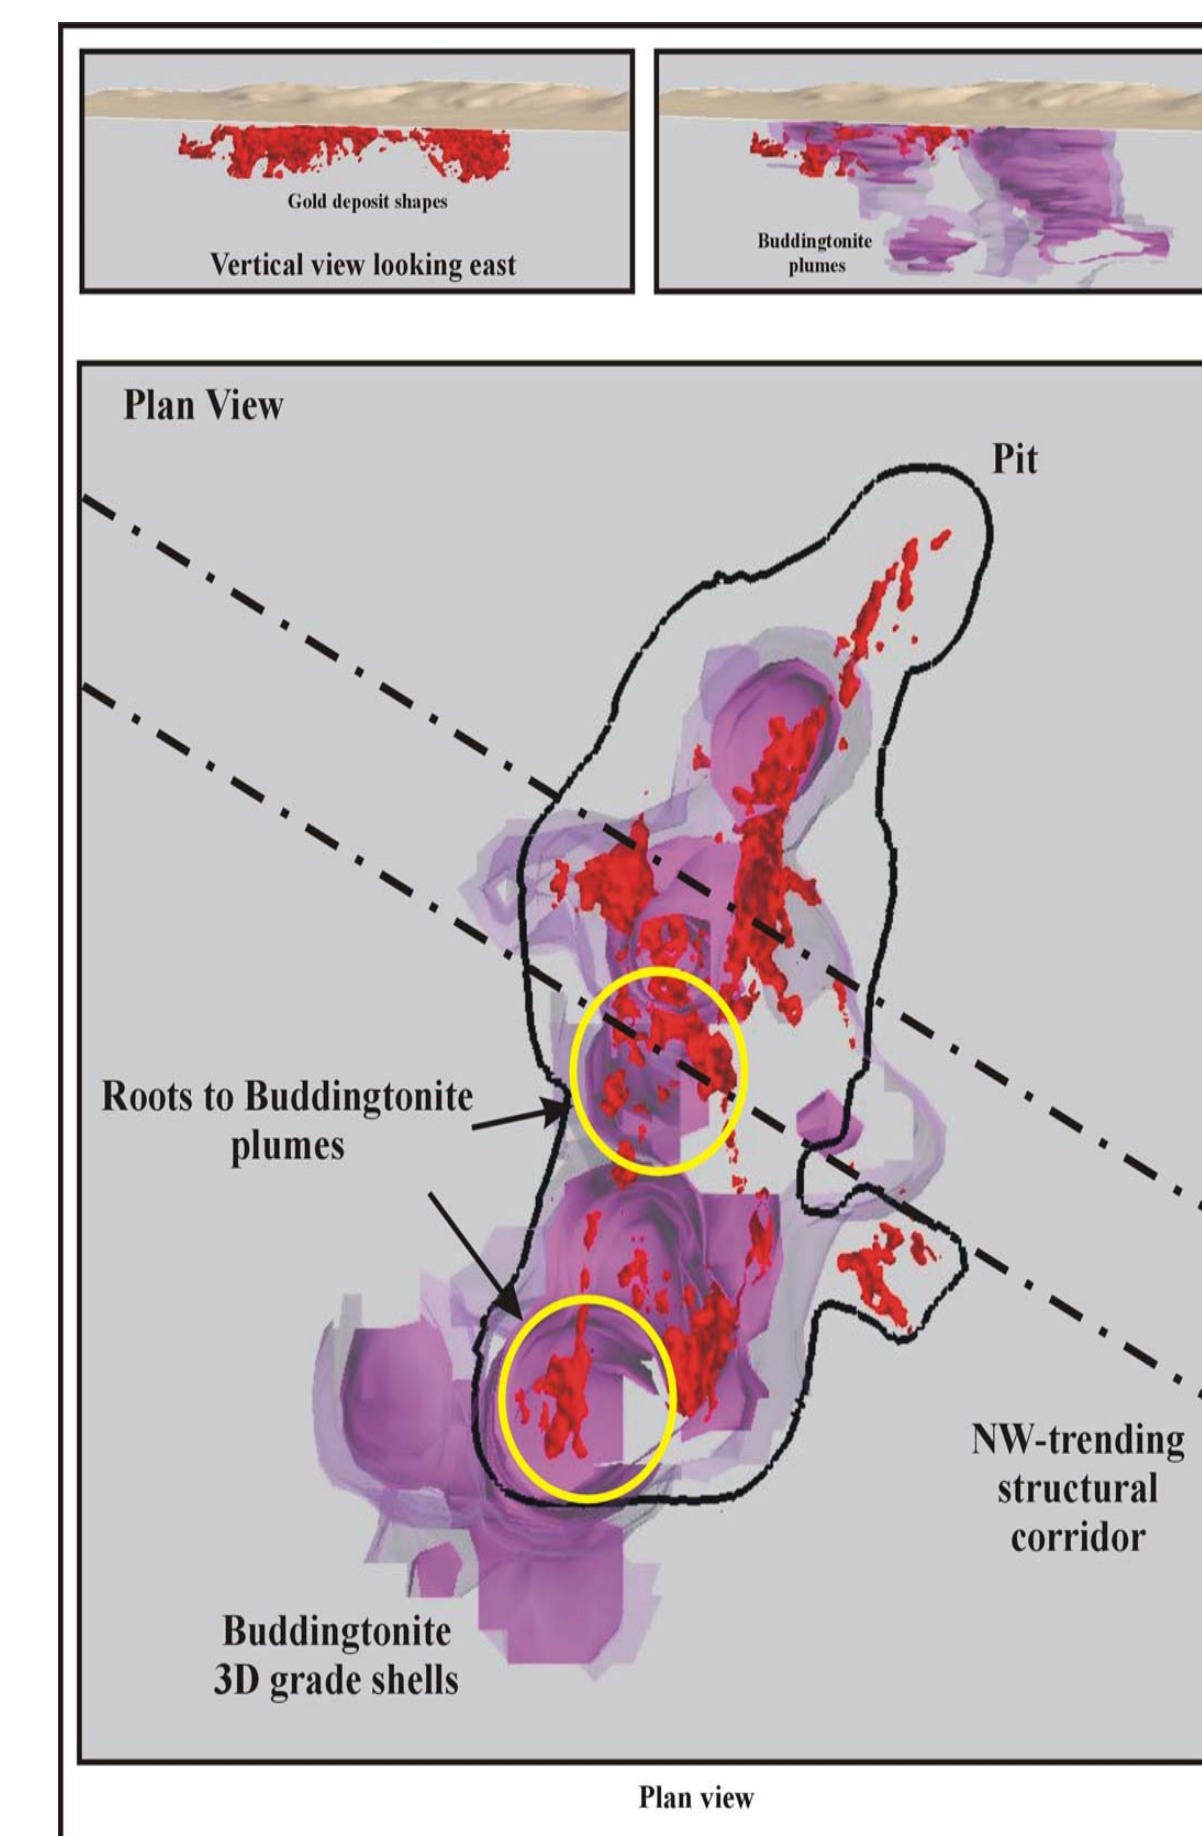 Gold deposit shapes
Vertical view looking east
Buddingtonite
plumes
Plan View
Pit
Roots to Buddingtonite
plumes
NW-trending
structural
corridor
Buddingtonite
3D grade shells
Plan view